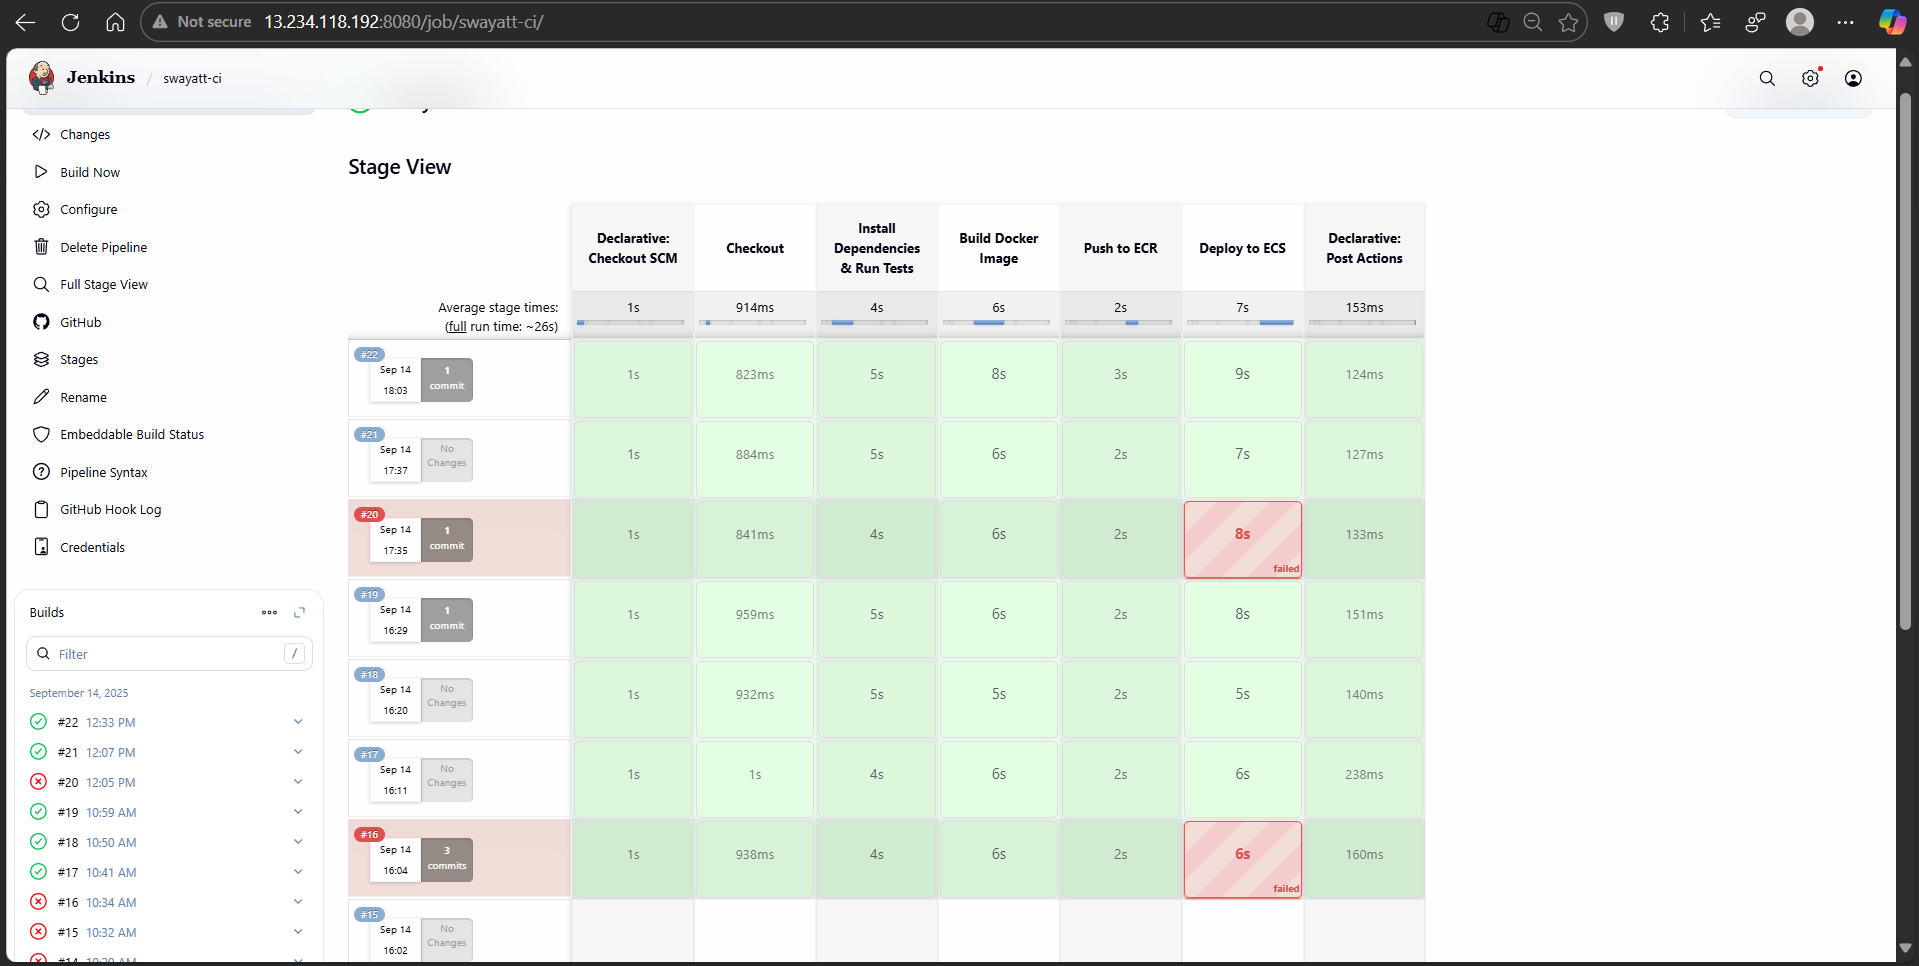 Not secure 13.234.118.192:8080/job/swayatt-ci/
Jenkins / swayatt-ci
Changes
Build Now
Configure
Delete Pipeline
Full Stage View
GitHub
Stages
Rename
Embeddable Build Status
Pipeline Syntax
GitHub Hook Log
Credentials
Builds
Filter /
September 14, 2025
#22 12:33 PM
#21 12:07 PM
#20 12:05 PM
#19 10:59 AM
#18 10:50 AM
#17 10:41 AM
#16 10:34 AM
#15 10:32 AM
Stage View
Declarative: Checkout SCM
Checkout
Install Dependencies & Run Tests
Build Docker Image
Push to ECR
Deploy to ECS
Declarative: Post Actions
Average stage times:
(full run time: ~26s)
1s 914ms 4s 6s 2s 7s 153ms
#22
Sep 14 18:03 1 commit
1s 823ms 5s 8s 3s 9s 124ms
#21
Sep 14 17:37 No Changes
1s 884ms 5s 6s 2s 7s 127ms
#20
Sep 14 17:35 1 commit
1s 841ms 4s 6s 2s 8s failed 133ms
#19
Sep 14 16:29 1 commit
1s 959ms 5s 6s 2s 8s 151ms
#18
Sep 14 16:20 No Changes
1s 932ms 5s 5s 2s 5s 140ms
#17
Sep 14 16:11 No Changes
1s 1s 4s 6s 2s 6s 238ms
#16
Sep 14 16:04 3 commits
1s 938ms 4s 6s 2s 6s failed 160ms
#15
Sep 14 16:02 No Changes